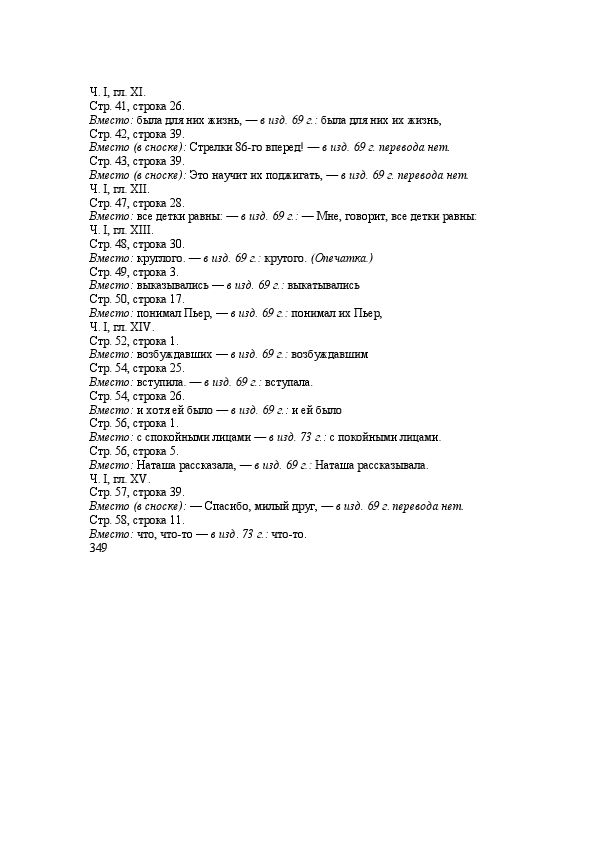 Ч. I, гл. XI.
Стр. 41, строка 26.
Вместо: была для них жизнь, — в изд. 69 г.: была для них их жизнь,
Стр. 42, строка 39.
Вместо (в сноске): Стрелки 86-го вперед! — в изд. 69 г. перевода нет.
Стр. 43, строка 39.
Вместо (в сноске): Это научит их поджигать, — в изд. 69 г. перевода нет.
Ч. I, гл. XII.
Стр. 47, строка 28.
Вместо: все детки равны: — в изд. 69 г.: — Мне, говорит, все детки равны:
Ч. I, гл. XIII.
Стр. 48, строка 30.
Вместо: круглого. — в изд. 69 г.: крутого. (Опечатка.)
Стр. 49, строка 3.
Вместо: выказывались — в изд. 69 г.: выкатывались
Стр. 50, строка 17.
Вместо: понимал Пьер, — в изд. 69 г.: понимал их Пьер,
Ч. I, гл. XIV.
Стр. 52, строка 1.
Вместо: возбуждавших — в изд. 69 г.: возбуждавшим
Стр. 54, строка 25.
Вместо: вступила. — в изд. 69 г.: вступала.
Стр. 54, строка 26.
Вместо: и хотя ей было — в изд. 69 г.: и ей было
Стр. 56, строка 1.
Вместо: с спокойными лицами — в изд. 73 г.: с покойными лицами.
Стр. 56, строка 5.
Вместо: Наташа рассказала, — в изд. 69 г.: Наташа рассказывала.
Ч. I, гл. XV.
Стр. 57, строка 39.
Вместо (в сноске): — Спасибо, милый друг, — в изд. 69 г. перевода нет.
Стр. 58, строка 11.
Вместо: что, что-то — в изд. 73 г.: что-то.
349